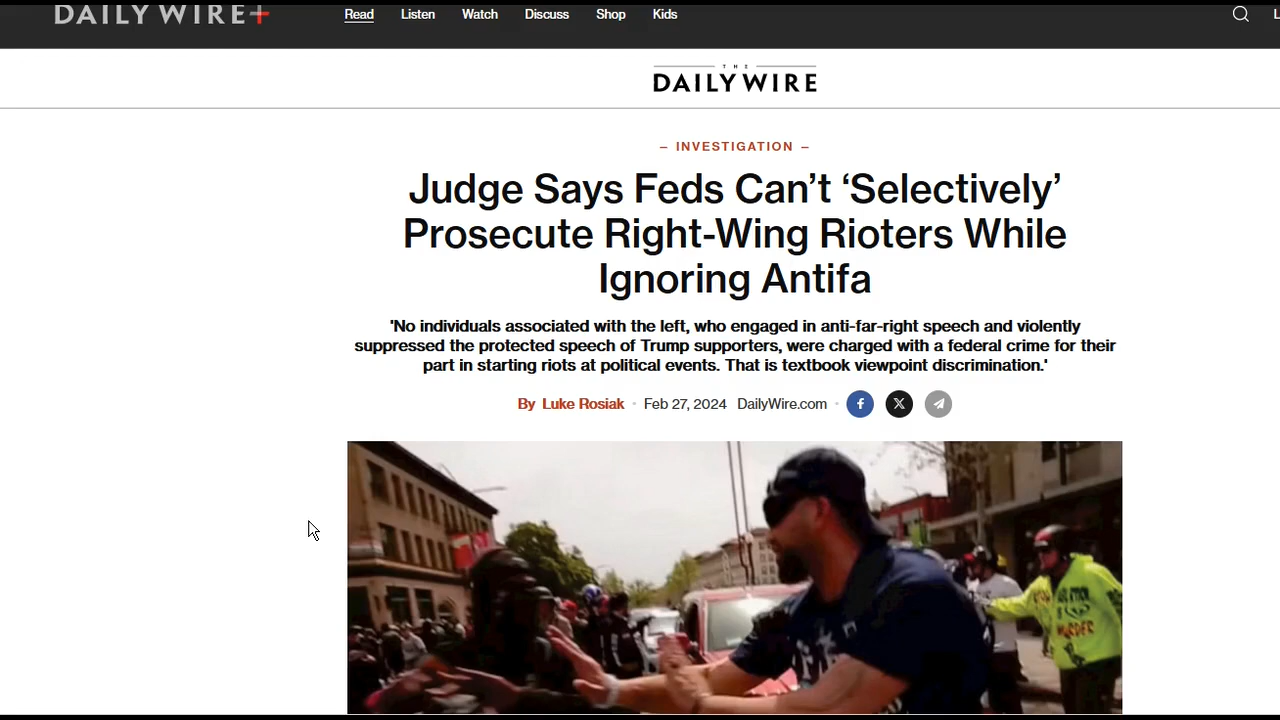 DAILY WIRE+ Read Listen Watch Discuss Shop Kids L
THE
DAILY WIRE
– INVESTIGATION –
Judge Says Feds Can’t ‘Selectively’
Prosecute Right-Wing Rioters While
Ignoring Antifa
'No individuals associated with the left, who engaged in anti-far-right speech and violently
suppressed the protected speech of Trump supporters, were charged with a federal crime for their
part in starting riots at political events. That is textbook viewpoint discrimination.'
By Luke Rosiak · Feb 27, 2024 DailyWire.com ·
MURDER